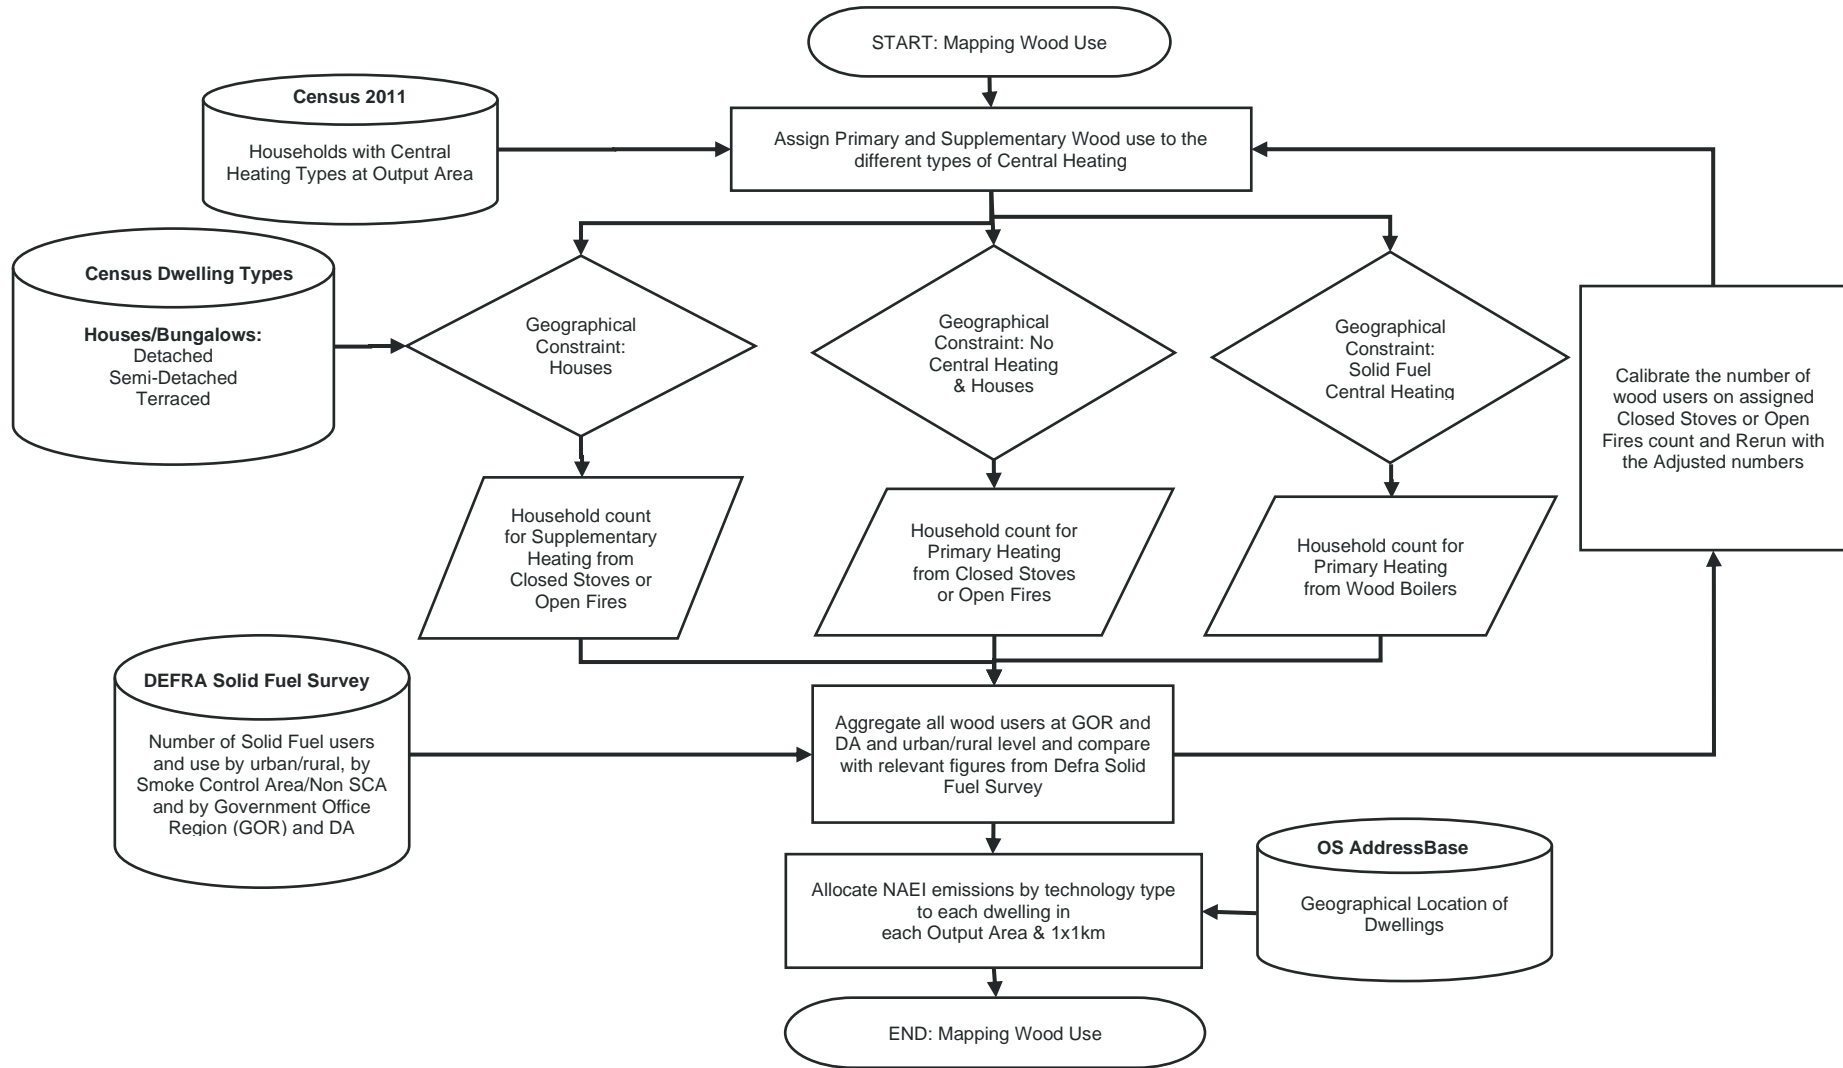 START: Mapping Wood Use
Census 2011
Households with Central
Heating Types at Output Area
Assign Primary and Supplementary Wood use to the
different types of Central Heating
Census Dwelling Types
Houses/Bungalows:
Detached
Semi-Detached
Terraced
Geographical
Constraint:
Houses
Geographical
Constraint: No
Central Heating
& Houses
Geographical
Constraint:
Solid Fuel
Central Heating
Calibrate the number of
wood users on assigned
Closed Stoves or Open
Fires count and Rerun with
the Adjusted numbers
Household count
for Supplementary
Heating from
Closed Stoves or
Open Fires
Household count for
Primary Heating
from Closed Stoves
or Open Fires
Household count for
Primary Heating
from Wood Boilers
DEFRA Solid Fuel Survey
Number of Solid Fuel users
and use by urban/rural, by
Smoke Control Area/Non SCA
and by Government Office
Region (GOR) and DA
Aggregate all wood users at GOR and
DA and urban/rural level and compare
with relevant figures from Defra Solid
Fuel Survey
OS AddressBase
Geographical Location of
Dwellings
Allocate NAEI emissions by technology type
to each dwelling in
each Output Area & 1x1km
END: Mapping Wood Use